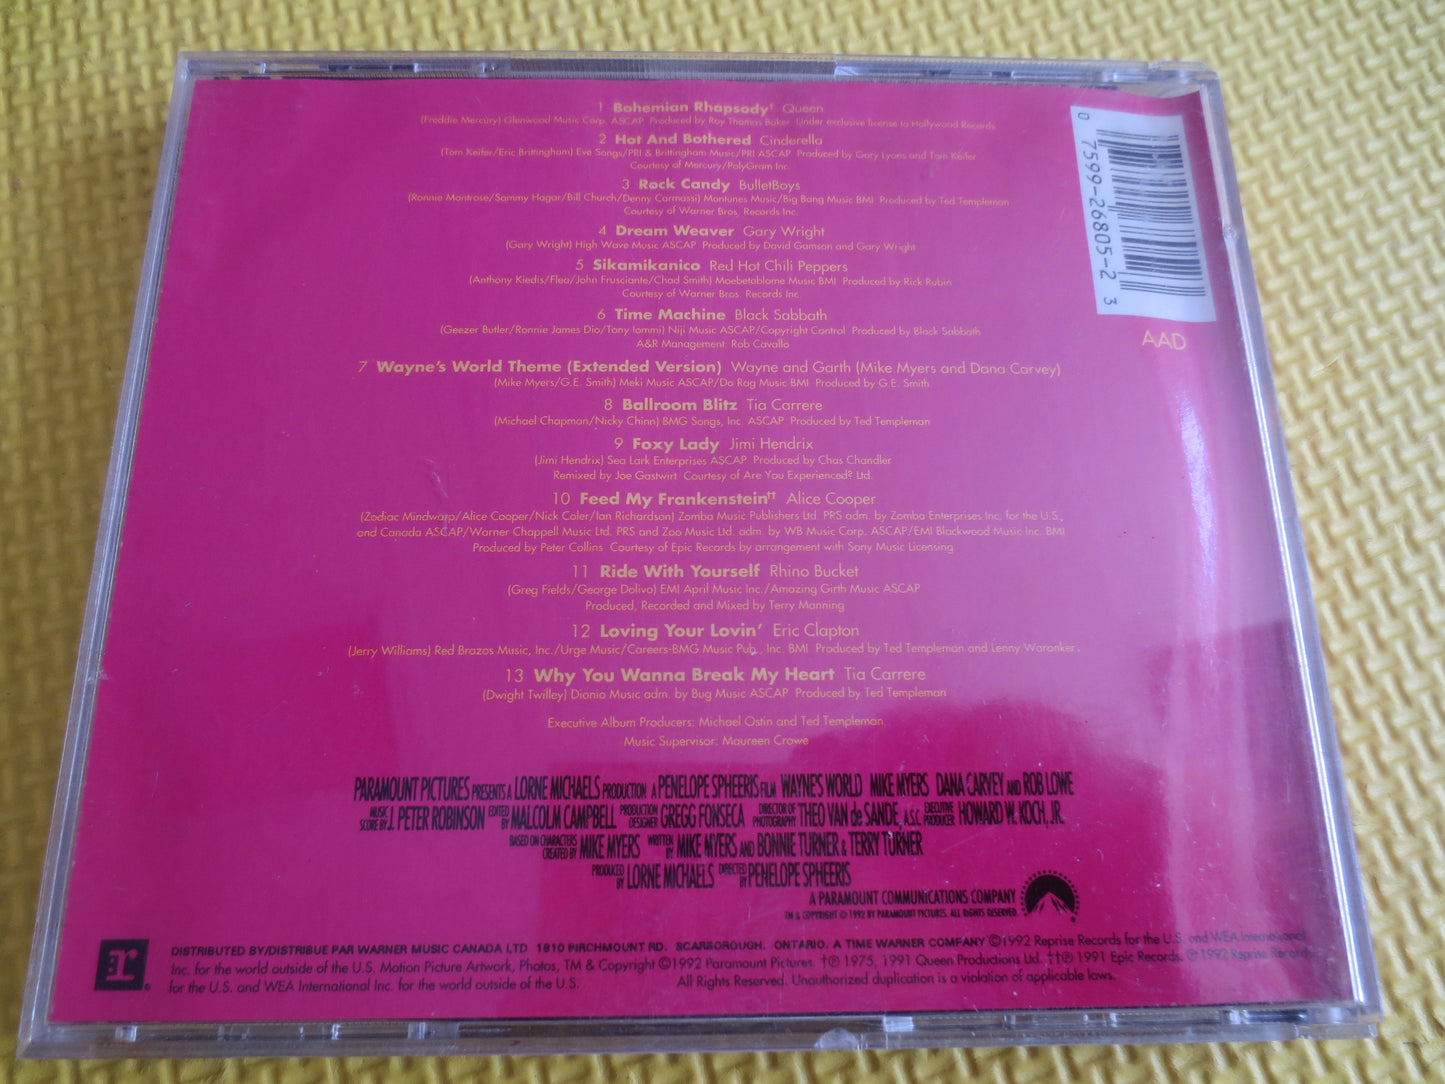 1 Bohemian Rhapsody† Queen
(Freddie Mercury) Glenwood Music Corp. ASCAP Produced by Roy Thomas Baker Under exclusive license to Hollywood Records
2 Hot And Bothered Cinderella
(Tom Keifer/Eric Brittingham) Eve Songs/PRI & Brittingham Music/PRI ASCAP Produced by Gary Lyons and Tom Keifer
Courtesy of Mercury/PolyGram Inc.
3 Rock Candy BulletBoys
(Ronnie Montrose/Sammy Hagar/Bill Church/Denny Carmassi) Montunes Music/Big Bang Music BMI Produced by Ted Templeman
Courtesy of Warner Bros. Records Inc.
4 Dream Weaver Gary Wright
(Gary Wright) High Wave Music ASCAP Produced by David Gamson and Gary Wright
5 Sikamikanico Red Hot Chili Peppers
(Anthony Kiedis/Flea/John Frusciante/Chad Smith) Moebetoblame Music BMI Produced by Rick Rubin
Courtesy of Warner Bros. Records Inc.
6 Time Machine Black Sabbath
(Geezer Butler/Ronnie James Dio/Tony Iommi) Niji Music ASCAP/Copyright Control Produced by Black Sabbath
A&R Management: Rob Cavallo
7 Wayne's World Theme (Extended Version) Wayne and Garth (Mike Myers and Dana Carvey)
(Mike Myers/G.E. Smith) Meki Music ASCAP/Do Rag Music BMI Produced by G.E. Smith
8 Ballroom Blitz Tia Carrere
(Michael Chapman/Nicky Chinn) BMG Songs, Inc. ASCAP Produced by Ted Templeman
9 Foxy Lady Jimi Hendrix
(Jimi Hendrix) Sea Lark Enterprises ASCAP Produced by Chas Chandler
Remixed by Joe Gastwirt Courtesy of Are You Experienced? Ltd.
10 Feed My Frankenstein†† Alice Cooper
(Zodiac Mindwarp/Alice Cooper/Nick Coler/Ian Richardson) Zomba Music Publishers Ltd. PRS adm. by Zomba Enterprises Inc. for the U.S.,
and Canada ASCAP/Warner Chappell Music Ltd. PRS and Zoo Music Ltd. adm. by WB Music Corp. ASCAP/EMI Blackwood Music Inc. BMI
Produced by Peter Collins Courtesy of Epic Records by arrangement with Sony Music Licensing
11 Ride With Yourself Rhino Bucket
(Greg Fields/George Dolivo) EMI April Music Inc./Amazing Girth Music ASCAP
Produced, Recorded and Mixed by Terry Manning
12 Loving Your Lovin' Eric Clapton
(Jerry Williams) Red Brazos Music, Inc./Urge Music/Careers-BMG Music Pub., Inc. BMI Produced by Ted Templeman and Lenny Waronker.
13 Why You Wanna Break My Heart Tia Carrere
(Dwight Twilley) Dionio Music adm. by Bug Music ASCAP Produced by Ted Templeman
Executive Album Producers: Michael Ostin and Ted Templeman
Music Supervisor: Maureen Crowe
0 7599-26805-2 3
AAD
PARAMOUNT PICTURES PRESENTS A LORNE MICHAELS PRODUCTION A PENELOPE SPHEERIS FILM WAYNE'S WORLD MIKE MYERS DANA CARVEY AND ROB LOWE
MUSIC SCORE BY J. PETER ROBINSON EDITED BY MALCOLM CAMPBELL PRODUCTION DESIGNER GREGG FONSECA DIRECTOR OF PHOTOGRAPHY THEO VAN de SANDE, A.S.C. EXECUTIVE PRODUCER HOWARD W. KOCH, JR.
BASED ON CHARACTERS CREATED BY MIKE MYERS WRITTEN BY MIKE MYERS AND BONNIE TURNER & TERRY TURNER
PRODUCED BY LORNE MICHAELS DIRECTED BY PENELOPE SPHEERIS
A PARAMOUNT COMMUNICATIONS COMPANY
TM & COPYRIGHT © 1992 BY PARAMOUNT PICTURES. ALL RIGHTS RESERVED.
DISTRIBUTED BY/DISTRIBUE PAR WARNER MUSIC CANADA LTD 1810 BIRCHMOUNT RD. SCARBOROUGH. ONTARIO. A TIME WARNER COMPANY ©1992 Reprise Records for the U.S. and WEA International
Inc. for the world outside of the U.S. Motion Picture Artwork, Photos, TM & Copyright ©1992 Paramount Pictures. †℗ 1975, 1991 Queen Productions Ltd. ††℗ 1991 Epic Records. ℗ 1992 Reprise Records
for the U.S. and WEA International Inc. for the world outside of the U.S. All Rights Reserved. Unauthorized duplication is a violation of applicable laws.
r